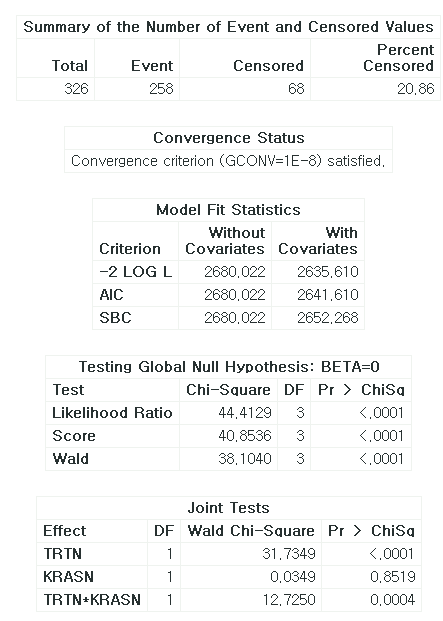 Summary of the Number of Event and Censored Values
Total Event Censored Percent Censored
326 258 68 20.86
Convergence Status
Convergence criterion (GCONV=1E-8) satisfied.
Model Fit Statistics
Criterion Without Covariates With Covariates
-2 LOG L 2680.022 2635.610
AIC 2680.022 2641.610
SBC 2680.022 2652.268
Testing Global Null Hypothesis: BETA=0
Test Chi-Square DF Pr > ChiSq
Likelihood Ratio 44.4129 3 <.0001
Score 40.8536 3 <.0001
Wald 38.1040 3 <.0001
Joint Tests
Effect DF Wald Chi-Square Pr > ChiSq
TRTN 1 31.7349 <.0001
KRASN 1 0.0349 0.8519
TRTN*KRASN 1 12.7250 0.0004